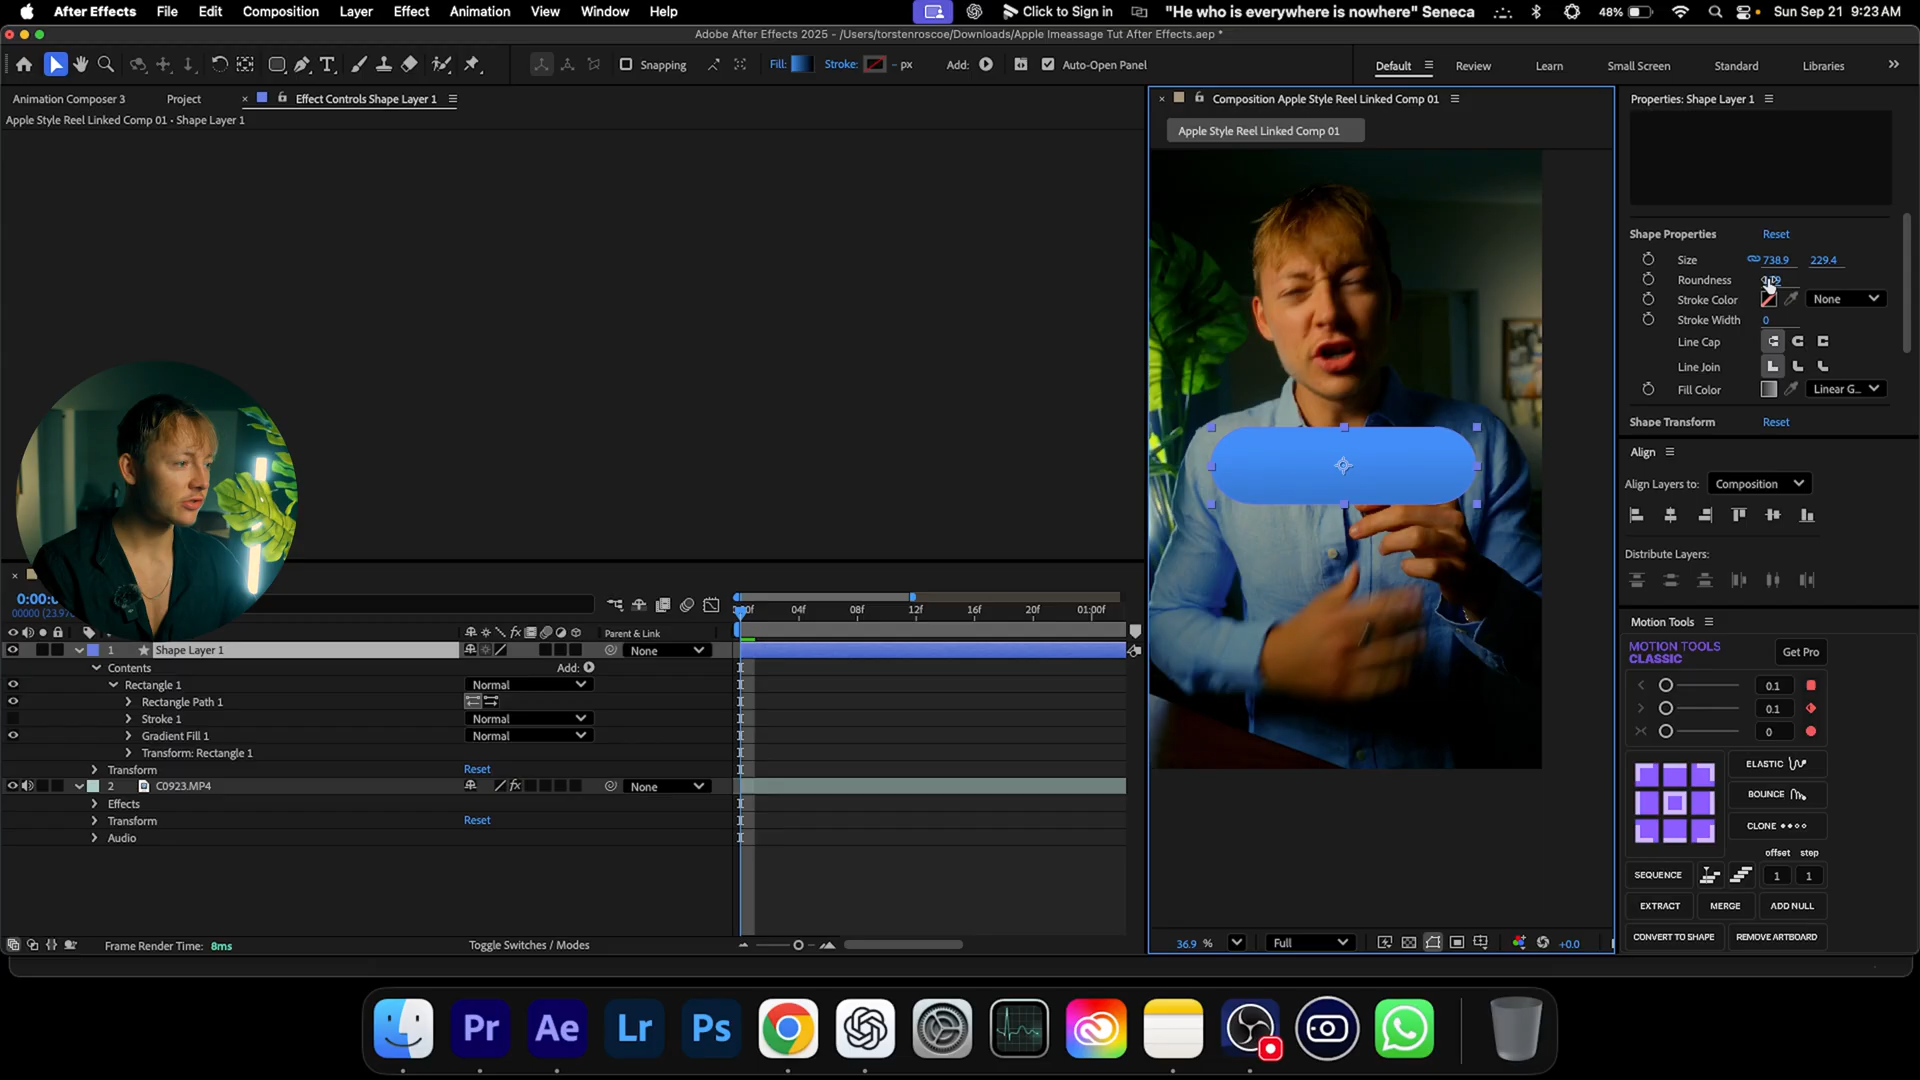 After Effects File Edit Composition Layer Effect Animation View Window Help Click to Sign in "He who is everywhere is nowhere" Seneca 48% Sun Sep 21 9:23 AM
Adobe After Effects 2025 - /Users/torstenroscoe/Downloads/Apple Imeassage Tut After Effects.aep *
Snapping Fill: Stroke: - px Add: Auto-Open Panel Default Review Learn Small Screen Standard Libraries
Animation Composer 3 Project Effect Controls Shape Layer 1 Composition Apple Style Reel Linked Comp 01 Properties: Shape Layer 1
Apple Style Reel Linked Comp 01 • Shape Layer 1
Apple Style Reel Linked Comp 01
Shape Properties Reset
Size 738.9 229.4
Roundness
Stroke Color None
Stroke Width 0
Line Cap
Line Join
Fill Color Linear G...
Shape Transform Reset
Align
Align Layers to: Composition
Distribute Layers:
Motion Tools
MOTION TOOLS
CLASSIC
Get Pro
0.1
0.1
0
ELASTIC
BOUNCE
CLONE
offset step
SEQUENCE 1 1
EXTRACT MERGE ADD NULL
CONVERT TO SHAPE REMOVE ARTBOARD
04f 08f 12f 16f 20f 01:00f
Parent & Link
1 Shape Layer 1 None
Contents Add:
Rectangle 1 Normal
Rectangle Path 1
Stroke 1 Normal
Gradient Fill 1 Normal
Transform: Rectangle 1
Transform Reset
2 C0923.MP4 None
Effects
Transform Reset
Audio
Frame Render Time: 8ms Toggle Switches / Modes
36.9 % Full +0.0
Pr Ae Lr Ps